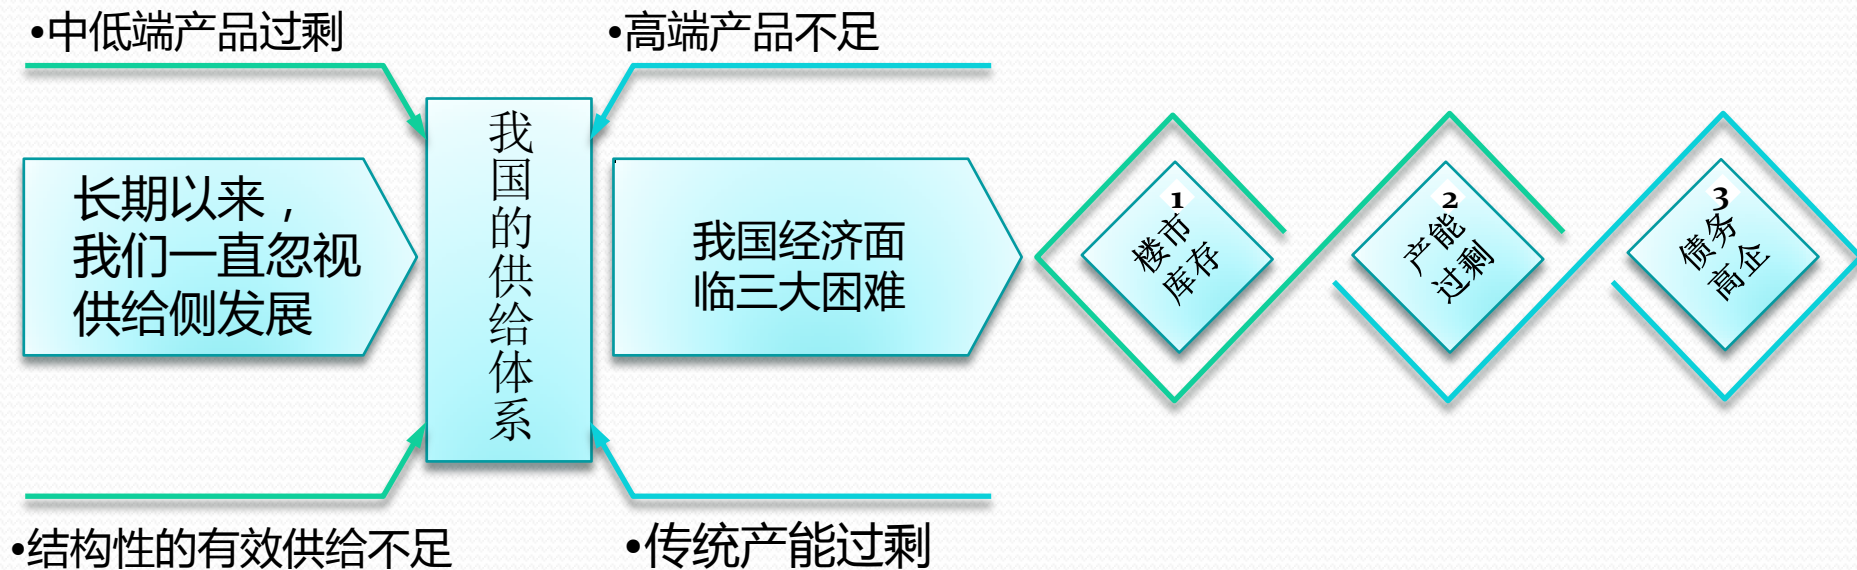 •中低端产品过剩
•高端产品不足
长期以来，
我们一直忽视
供给侧发展
我国的供给体系
我国经济面
临三大困难
1
楼市
库存
2
产能
过剩
3
债务
高企
•结构性的有效供给不足
•传统产能过剩